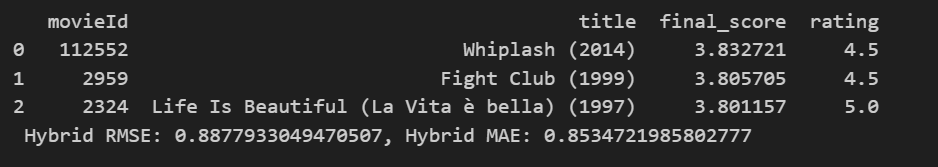 movieId title final_score rating
0 112552 Whiplash (2014) 3.832721 4.5
1 2959 Fight Club (1999) 3.805705 4.5
2 2324 Life Is Beautiful (La Vita è bella) (1997) 3.801157 5.0
Hybrid RMSE: 0.8877933049470507, Hybrid MAE: 0.8534721985802777